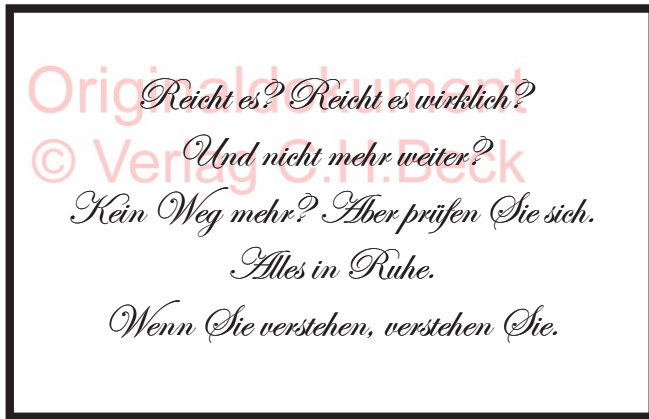 Originaldokument
© Verlag C.H.Beck
Reicht es? Reicht es wirklich?
Und nicht mehr weiter?
Kein Weg mehr? Aber prüfen Sie sich.
Alles in Ruhe.
Wenn Sie verstehen, verstehen Sie.